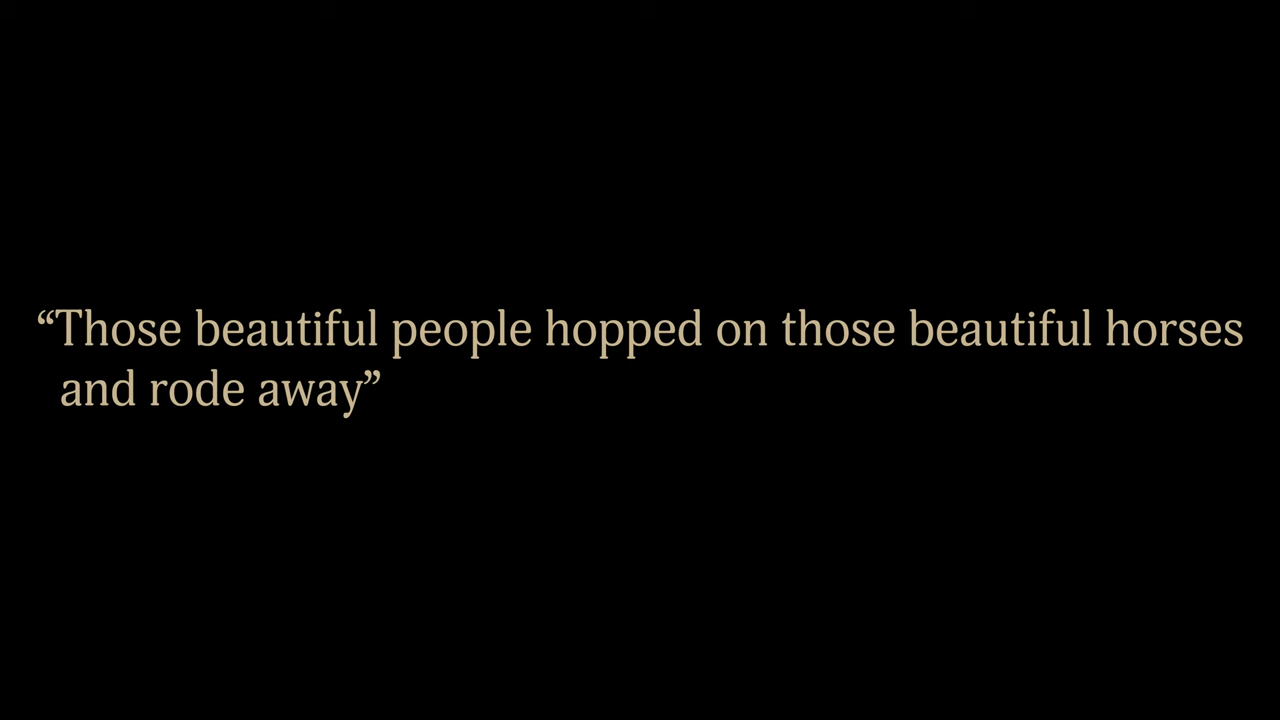 “Those beautiful people hopped on those beautiful horses
and rode away”